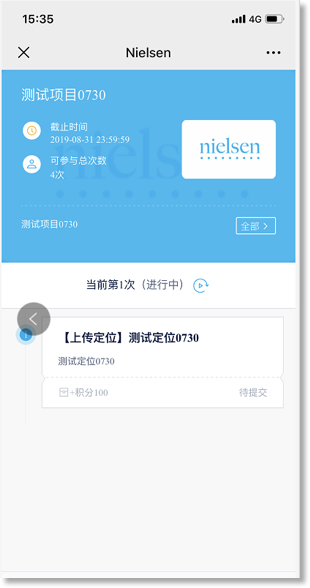 15:35
4G
Nielsen
测试项目0730
截止时间
2019-08-31 23:59:59
可参与总次数
4次
nielsen
nielsen
测试项目0730
全部
当前第1次（进行中）
1
【上传定位】测试定位0730
测试定位0730
+积分100
待提交